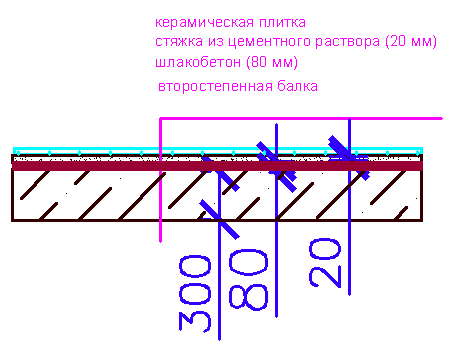 керамическая плитка
стяжка из цементного раствора (20 мм)
шлакобетон (80 мм)
второстепенная балка
300
80
20